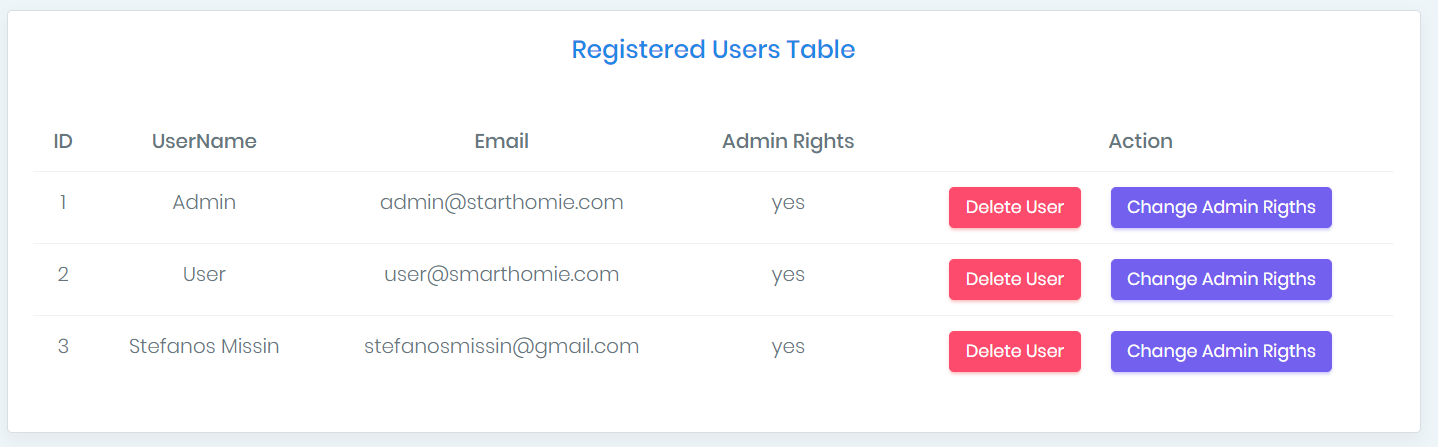 Registered Users Table
ID UserName Email Admin Rights Action
1 Admin admin@starthomie.com yes Delete User Change Admin Rigths
2 User user@smarthomie.com yes Delete User Change Admin Rigths
3 Stefanos Missin stefanosmissin@gmail.com yes Delete User Change Admin Rigths